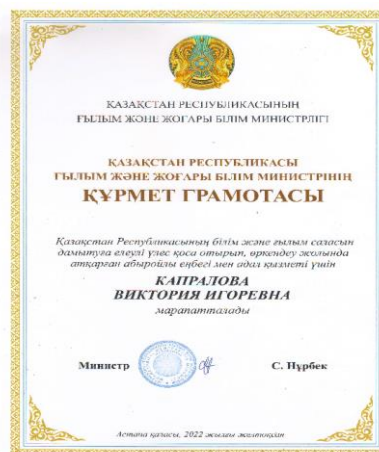 ҚАЗАҚСТАН РЕСПУБЛИКАСЫНЫҢ
ҒЫЛЫМ ЖӘНЕ ЖОҒАРЫ БІЛІМ МИНИСТРЛІГІ
ҚАЗАҚСТАН РЕСПУБЛИКАСЫ
ҒЫЛЫМ ЖӘНЕ ЖОҒАРЫ БІЛІМ МИНИСТРІНІҢ
ҚҰРМЕТ ГРАМОТАСЫ
Қазақстан Республикасының білім және ғылым саласын
дамытуға елеулі үлес қоса отырып, өркендеу жолында
атқарған абыройлы еңбегі мен адал қызметі үшін
КАПРАЛОВА
ВИКТОРИЯ ИГОРЕВНА
марапатталады
Министр С. Нұрбек
Астана қаласы, 2022 жылғы желтоқсан